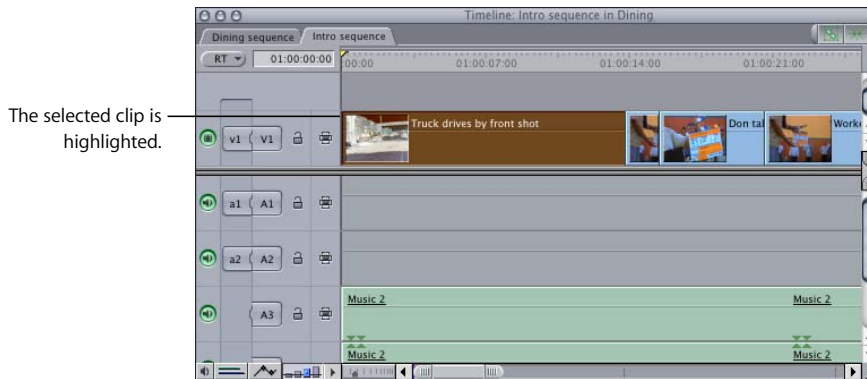 Timeline: Intro sequence in Dining
Dining sequence
Intro sequence
RT
01:00:00:00
00:00
01:00:07:00
01:00:14:00
01:00:21:00
The selected clip is
highlighted.
v1
V1
Truck drives by front shot
Don tal
Worke
a1
A1
a2
A2
A3
Music 2
Music 2
Music 2
Music 2